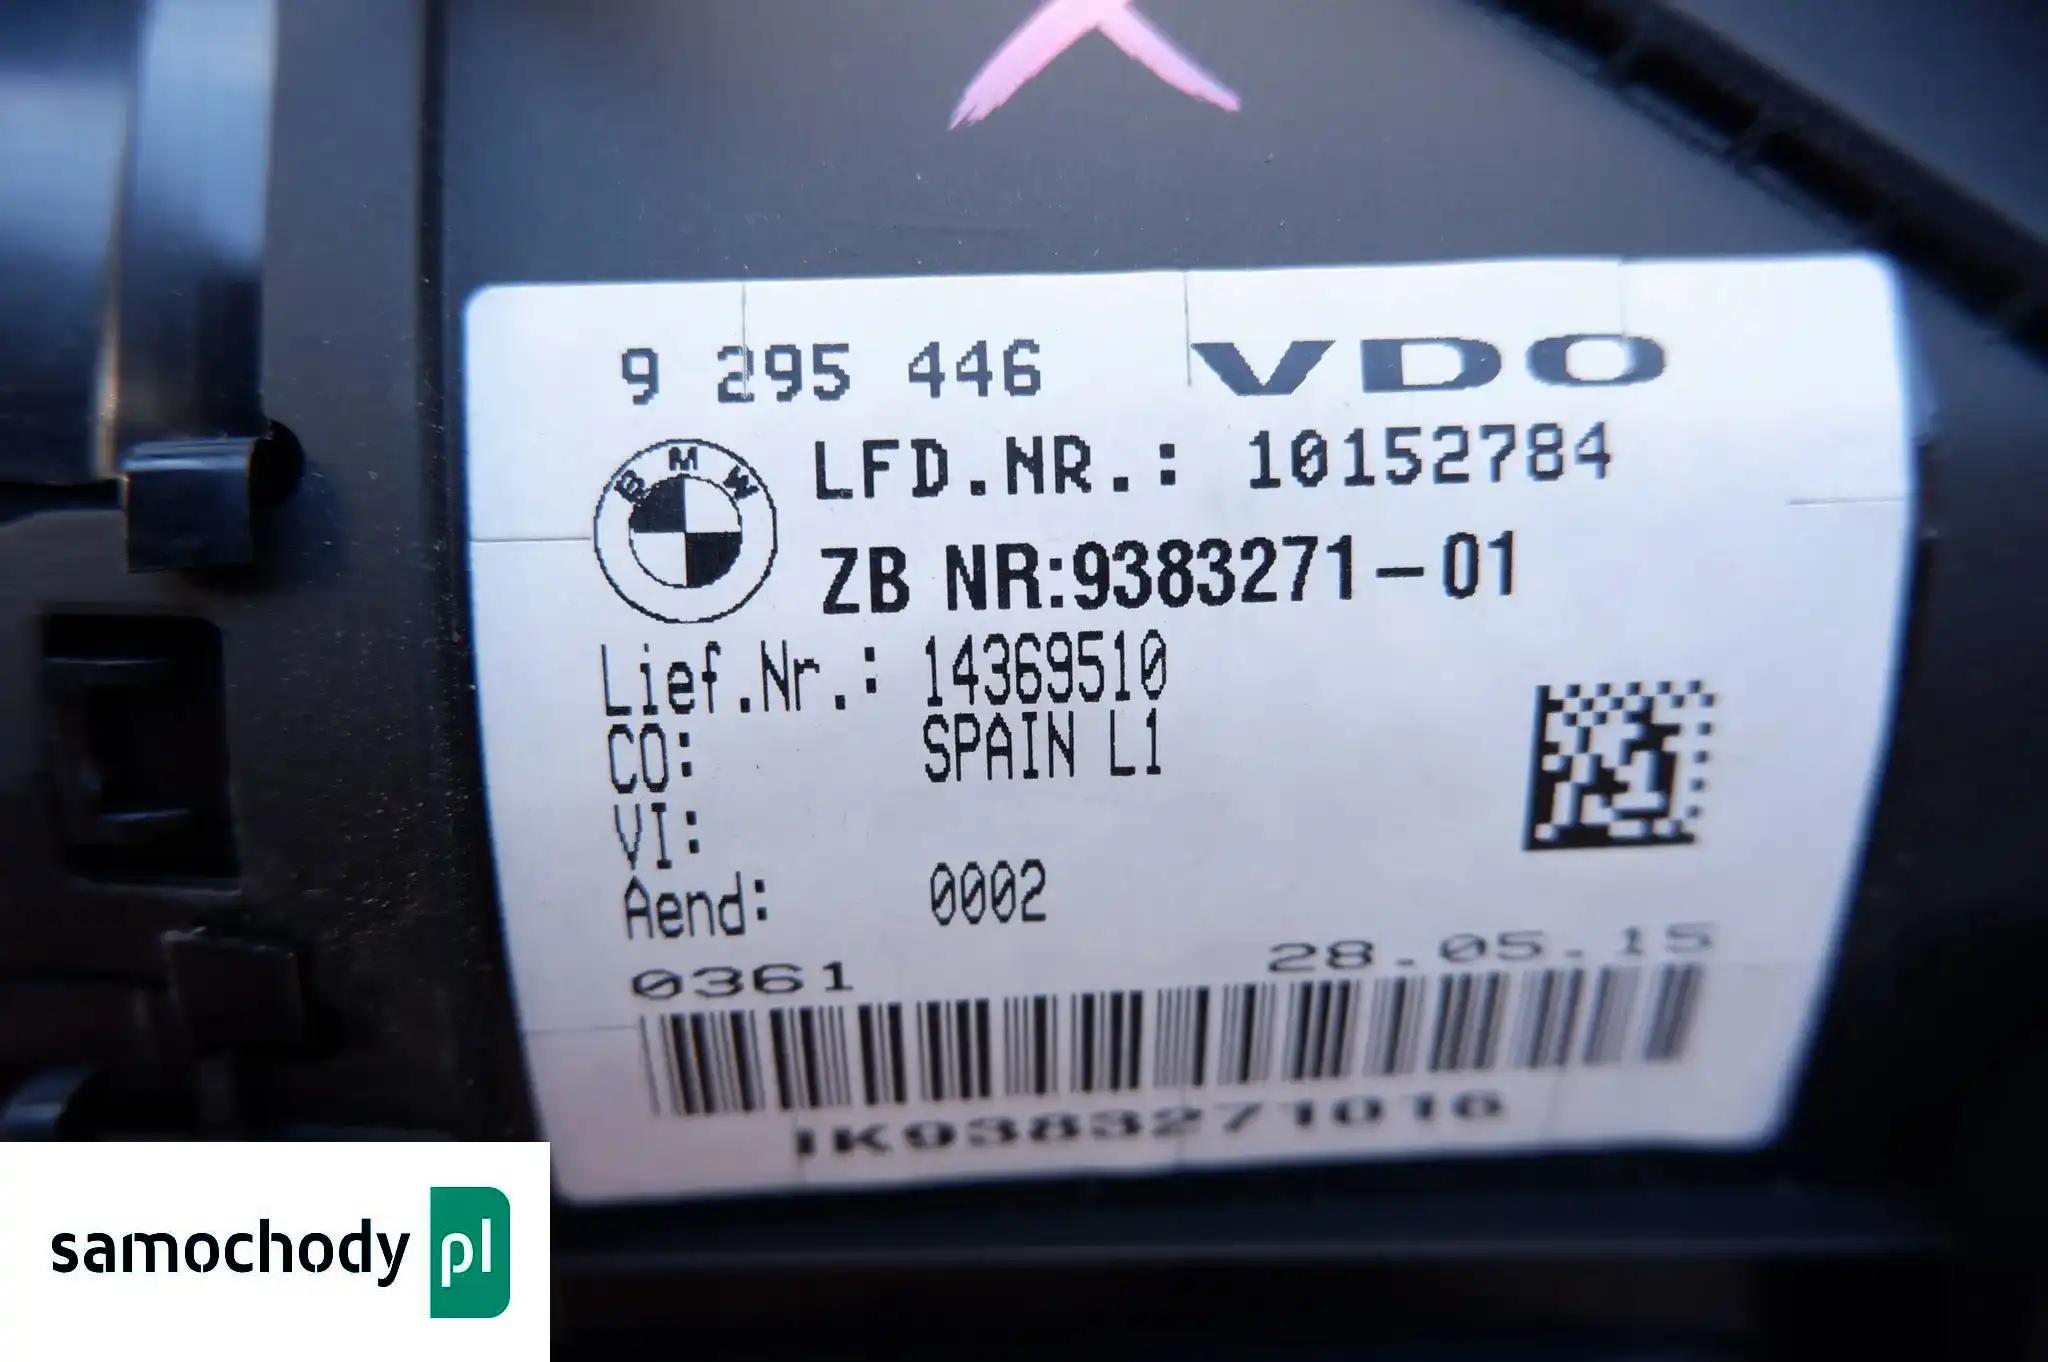 9 295 446 VDO
BMW
LFD.NR.: 10152784
ZB NR:9383271-01
Lief.Nr.: 14369510
CO: SPAIN L1
VI:
Aend: 0002
0361 28.05.15
1K9383271016
samochody pl